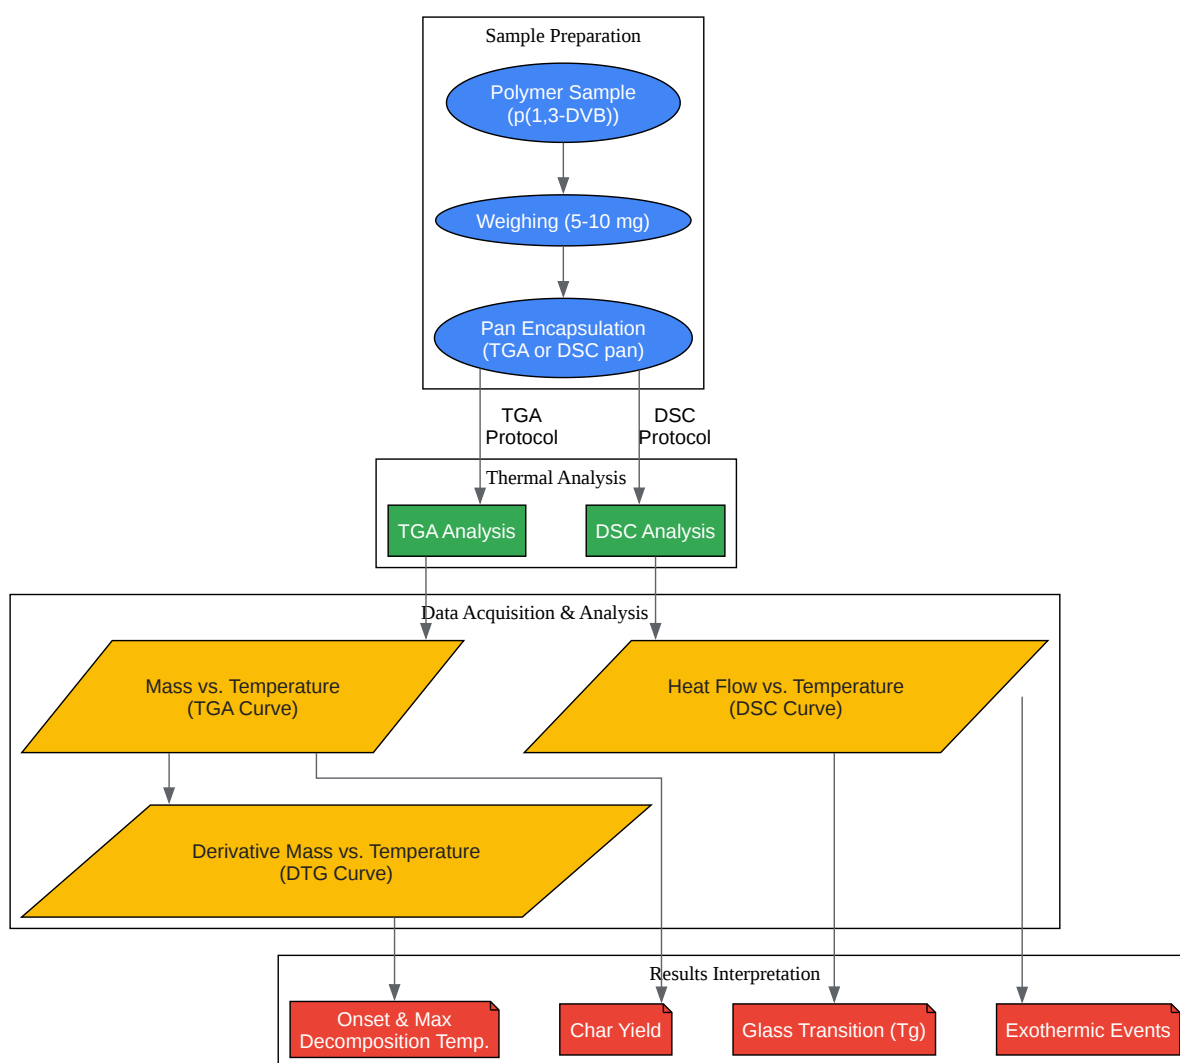 Sample Preparation
Polymer Sample
(p(1,3-DVB))
Weighing (5-10 mg)
Pan Encapsulation
(TGA or DSC pan)
TGA
Protocol
DSC
Protocol
Thermal Analysis
TGA Analysis
DSC Analysis
Data Acquisition & Analysis
Mass vs. Temperature
(TGA Curve)
Heat Flow vs. Temperature
(DSC Curve)
Derivative Mass vs. Temperature
(DTG Curve)
Results Interpretation
Onset & Max
Decomposition Temp.
Char Yield
Glass Transition (Tg)
Exothermic Events